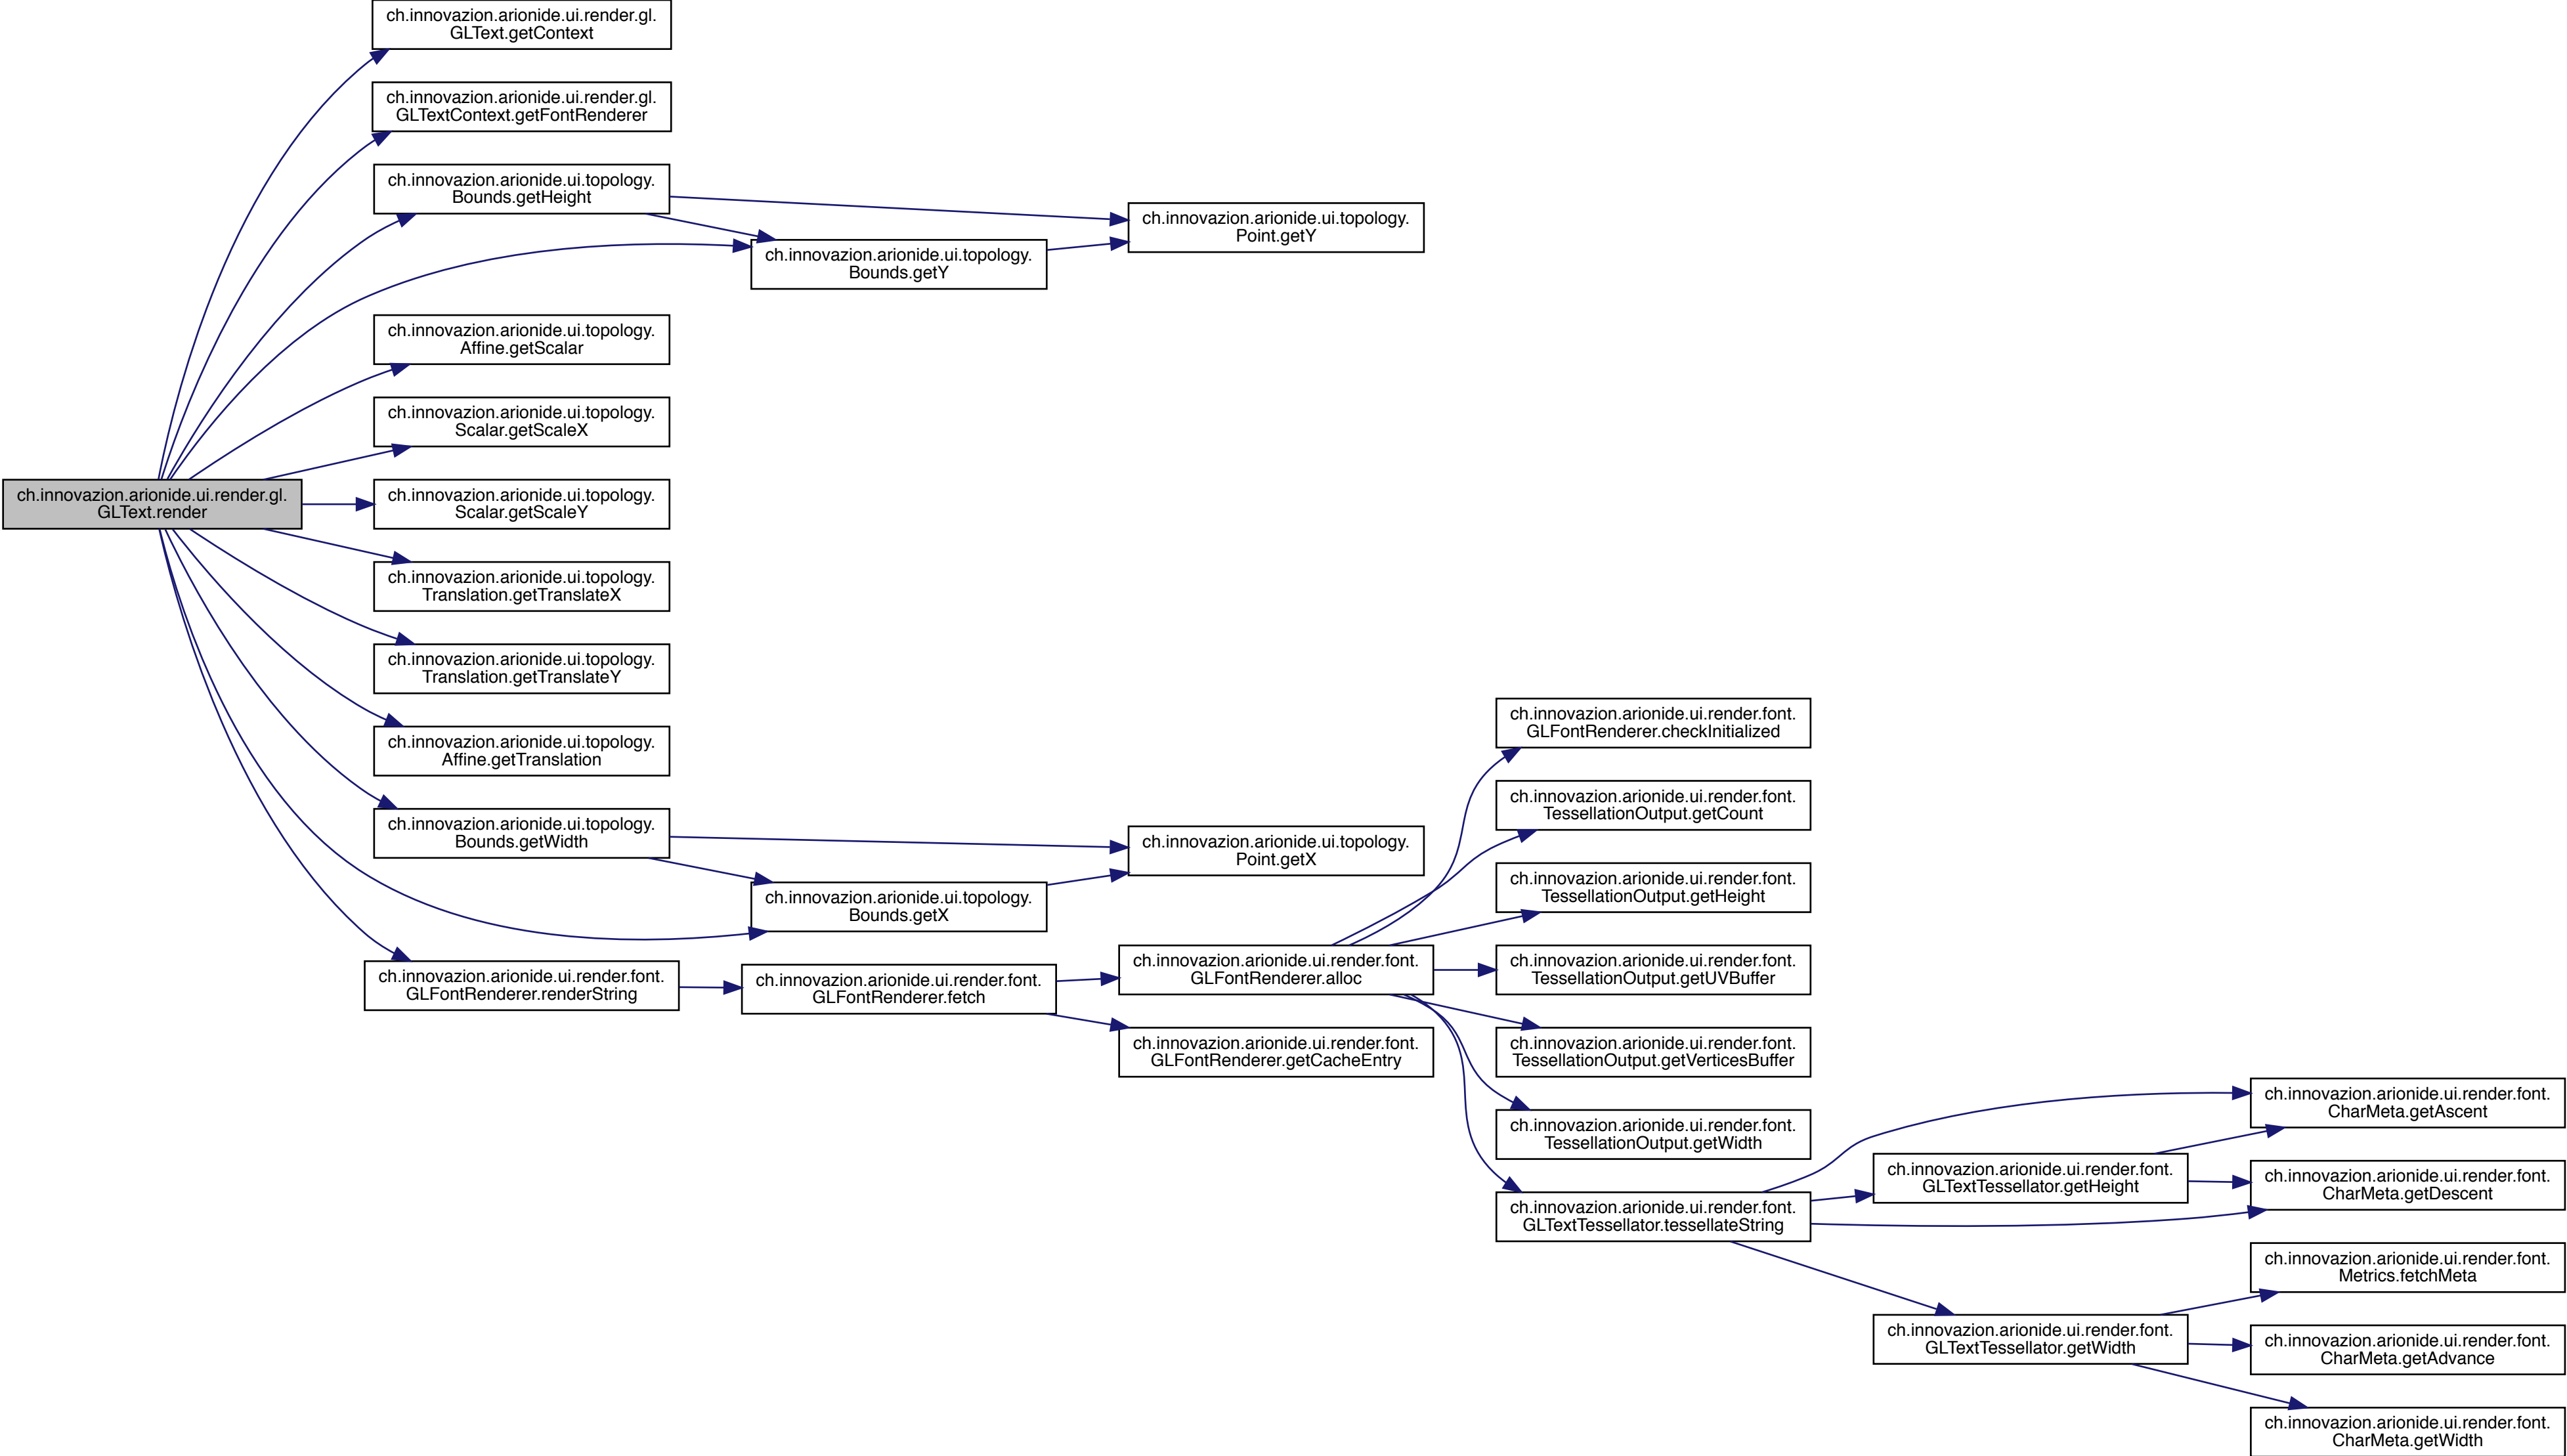 ch.innovazion.arionide.ui.render.gl.
GLText.render
ch.innovazion.arionide.ui.render.gl.
GLText.getContext
ch.innovazion.arionide.ui.render.gl.
GLTextContext.getFontRenderer
ch.innovazion.arionide.ui.topology.
Bounds.getHeight
ch.innovazion.arionide.ui.topology.
Bounds.getY
ch.innovazion.arionide.ui.topology.
Point.getY
ch.innovazion.arionide.ui.topology.
Affine.getScalar
ch.innovazion.arionide.ui.topology.
Scalar.getScaleX
ch.innovazion.arionide.ui.topology.
Scalar.getScaleY
ch.innovazion.arionide.ui.topology.
Translation.getTranslateX
ch.innovazion.arionide.ui.topology.
Translation.getTranslateY
ch.innovazion.arionide.ui.topology.
Affine.getTranslation
ch.innovazion.arionide.ui.topology.
Bounds.getWidth
ch.innovazion.arionide.ui.topology.
Bounds.getX
ch.innovazion.arionide.ui.topology.
Point.getX
ch.innovazion.arionide.ui.render.font.
GLFontRenderer.renderString
ch.innovazion.arionide.ui.render.font.
GLFontRenderer.fetch
ch.innovazion.arionide.ui.render.font.
GLFontRenderer.alloc
ch.innovazion.arionide.ui.render.font.
GLFontRenderer.getCacheEntry
ch.innovazion.arionide.ui.render.font.
GLFontRenderer.checkInitialized
ch.innovazion.arionide.ui.render.font.
TessellationOutput.getCount
ch.innovazion.arionide.ui.render.font.
TessellationOutput.getHeight
ch.innovazion.arionide.ui.render.font.
TessellationOutput.getUVBuffer
ch.innovazion.arionide.ui.render.font.
TessellationOutput.getVerticesBuffer
ch.innovazion.arionide.ui.render.font.
TessellationOutput.getWidth
ch.innovazion.arionide.ui.render.font.
GLTextTessellator.tessellateString
ch.innovazion.arionide.ui.render.font.
GLTextTessellator.getHeight
ch.innovazion.arionide.ui.render.font.
GLTextTessellator.getWidth
ch.innovazion.arionide.ui.render.font.
CharMeta.getAscent
ch.innovazion.arionide.ui.render.font.
CharMeta.getDescent
ch.innovazion.arionide.ui.render.font.
Metrics.fetchMeta
ch.innovazion.arionide.ui.render.font.
CharMeta.getAdvance
ch.innovazion.arionide.ui.render.font.
CharMeta.getWidth